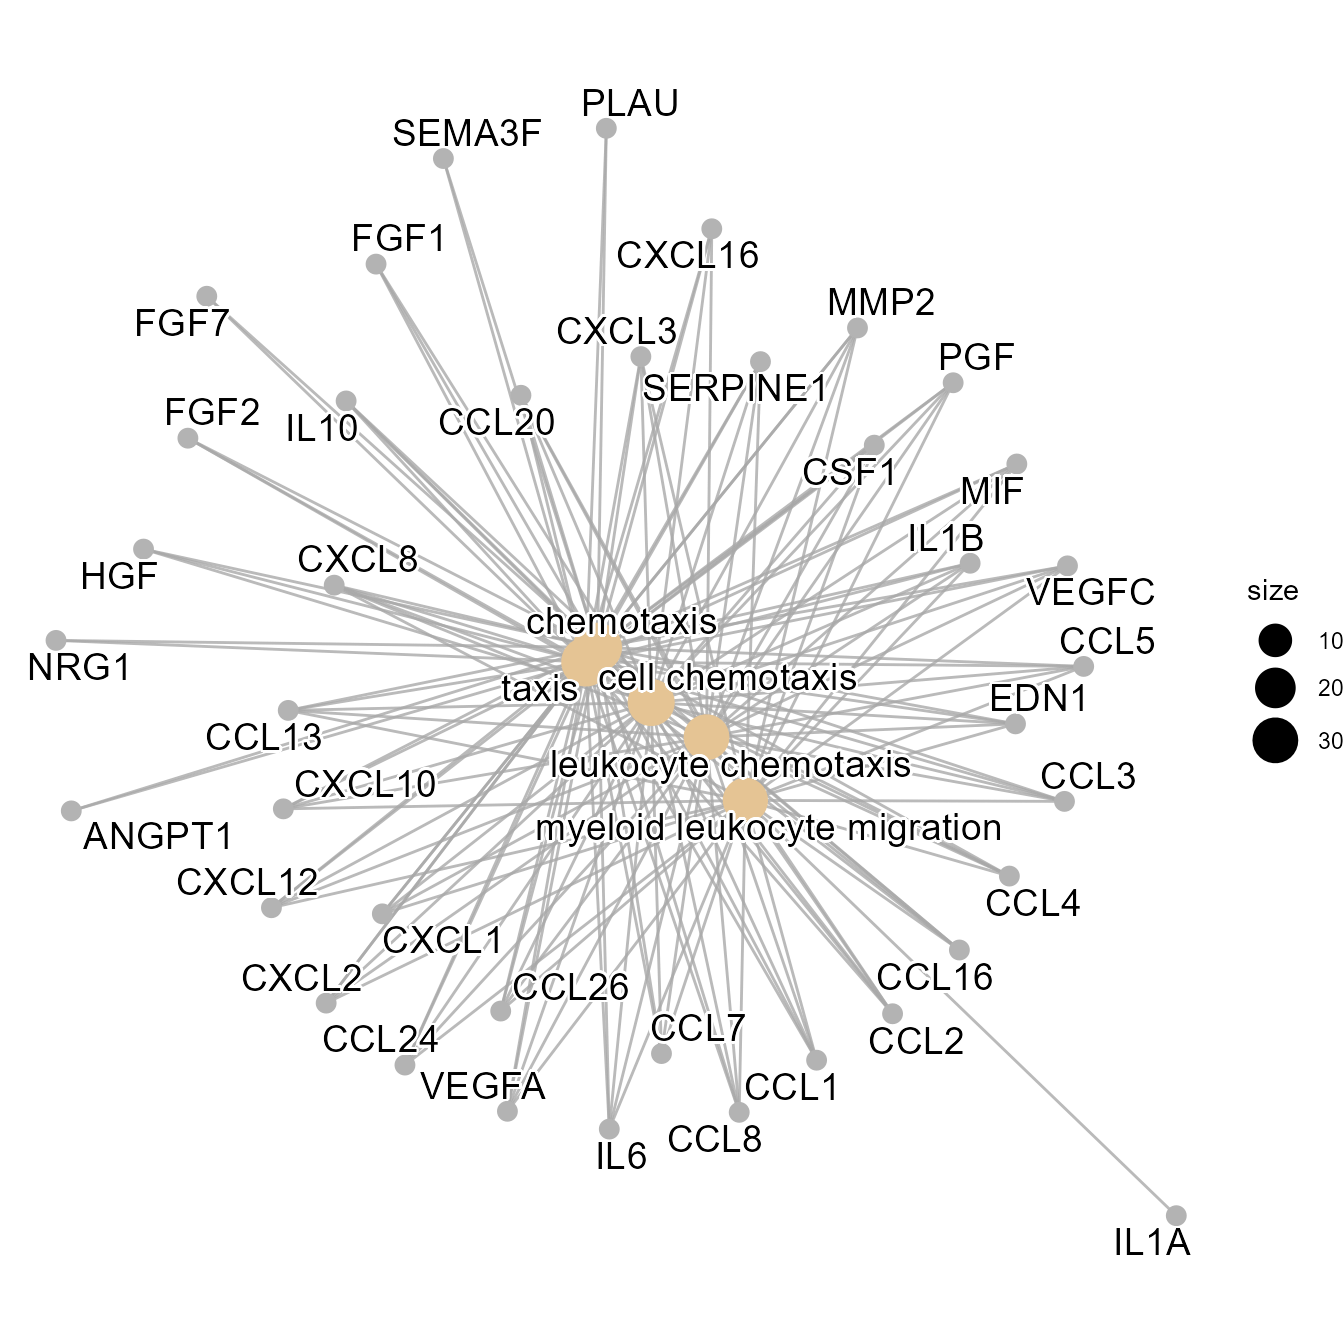 PLAU
SEMA3F
FGF1
CXCL16
MMP2
FGF7
CXCL3
PGF
SERPINE1
FGF2
IL10
CCL20
CSF1
MIF
IL1B
CXCL8
HGF
VEGFC
size
chemotaxis
CCL5
10
NRG1
taxis
cell chemotaxis
20
EDN1
CCL13
30
leukocyte chemotaxis
CXCL10
CCL3
ANGPT1
myeloid leukocyte migration
CXCL12
CCL4
CXCL1
CXCL2
CCL16
CCL26
CCL24
CCL7
CCL2
VEGFA
CCL1
IL6
CCL8
IL1A